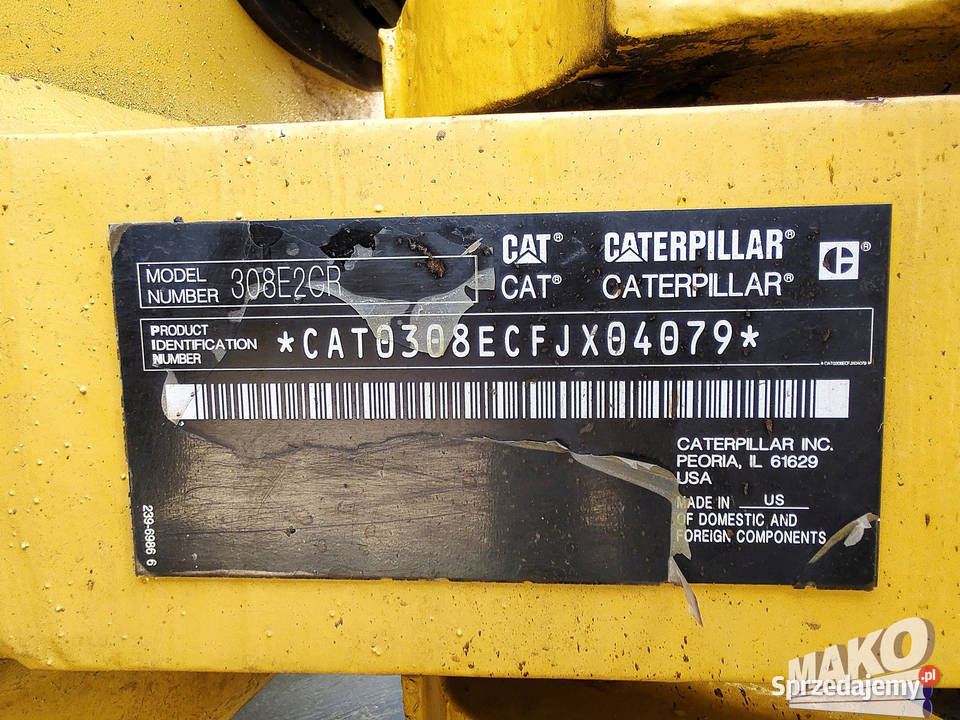 CAT® CATERPILLAR® ®
MODEL
NUMBER 308E2CR
CAT® CATERPILLAR®
PRODUCT
IDENTIFICATION
NUMBER
*CAT0308ECFJX04079*
*CAT0308ECFJX04079*
CATERPILLAR INC.
PEORIA, IL 61629
USA
MADE IN US
OF DOMESTIC AND
FOREIGN COMPONENTS
239-6986 6
MAKO
Sprzedajemy.pl